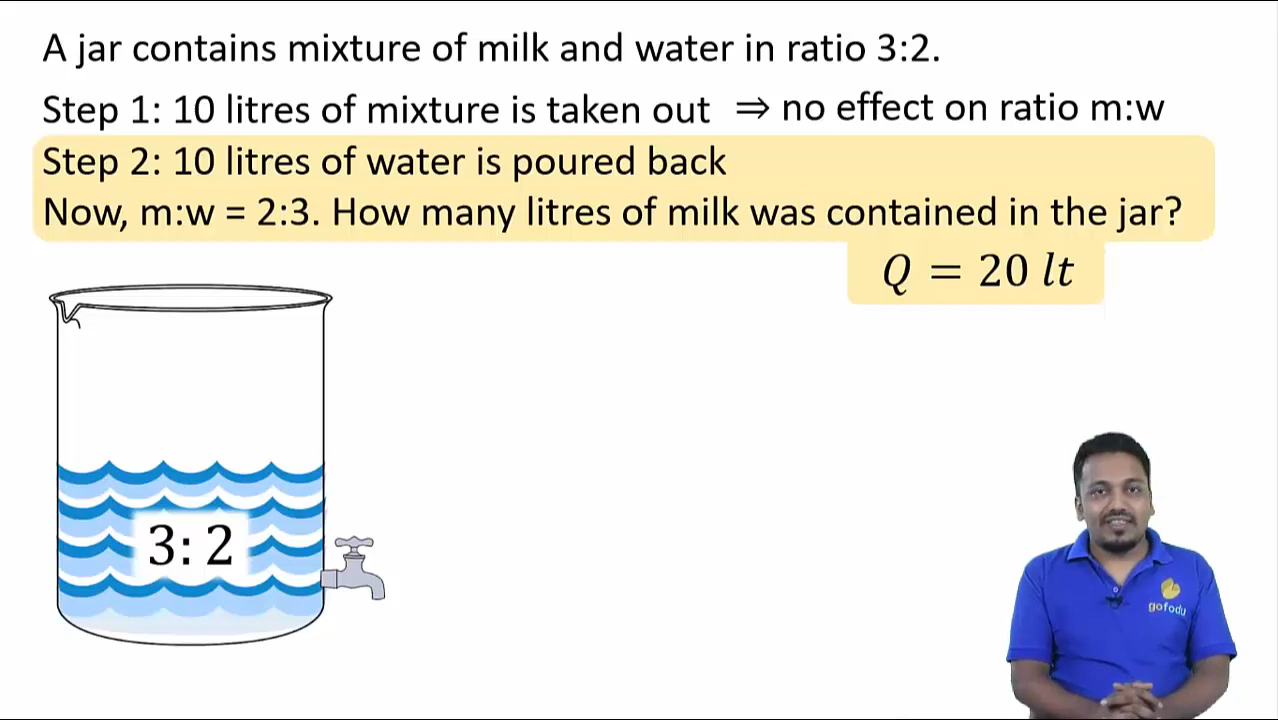 A jar contains mixture of milk and water in ratio 3:2.
Step 1: 10 litres of mixture is taken out ⇒ no effect on ratio m:w
Step 2: 10 litres of water is poured back
Now, m:w = 2:3. How many litres of milk was contained in the jar?
Q = 20 lt
3: 2
gofodu